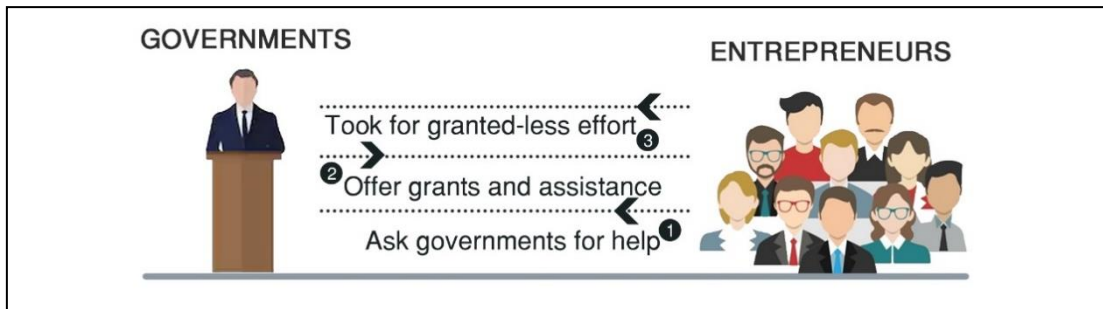 GOVERNMENTS
ENTREPRENEURS
Took for granted-less effort
3
2
Offer grants and assistance
Ask governments for help
1